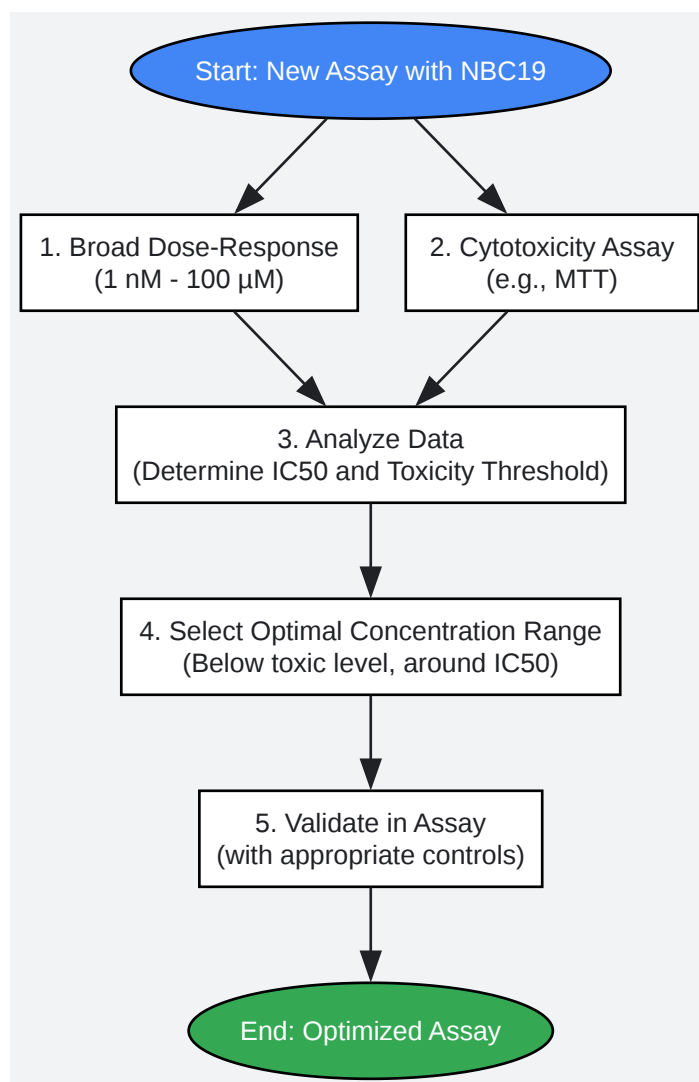 Start: New Assay with NBC19
1. Broad Dose-Response
(1 nM - 100 µM)
2. Cytotoxicity Assay
(e.g., MTT)
3. Analyze Data
(Determine IC50 and Toxicity Threshold)
4. Select Optimal Concentration Range
(Below toxic level, around IC50)
5. Validate in Assay
(with appropriate controls)
End: Optimized Assay